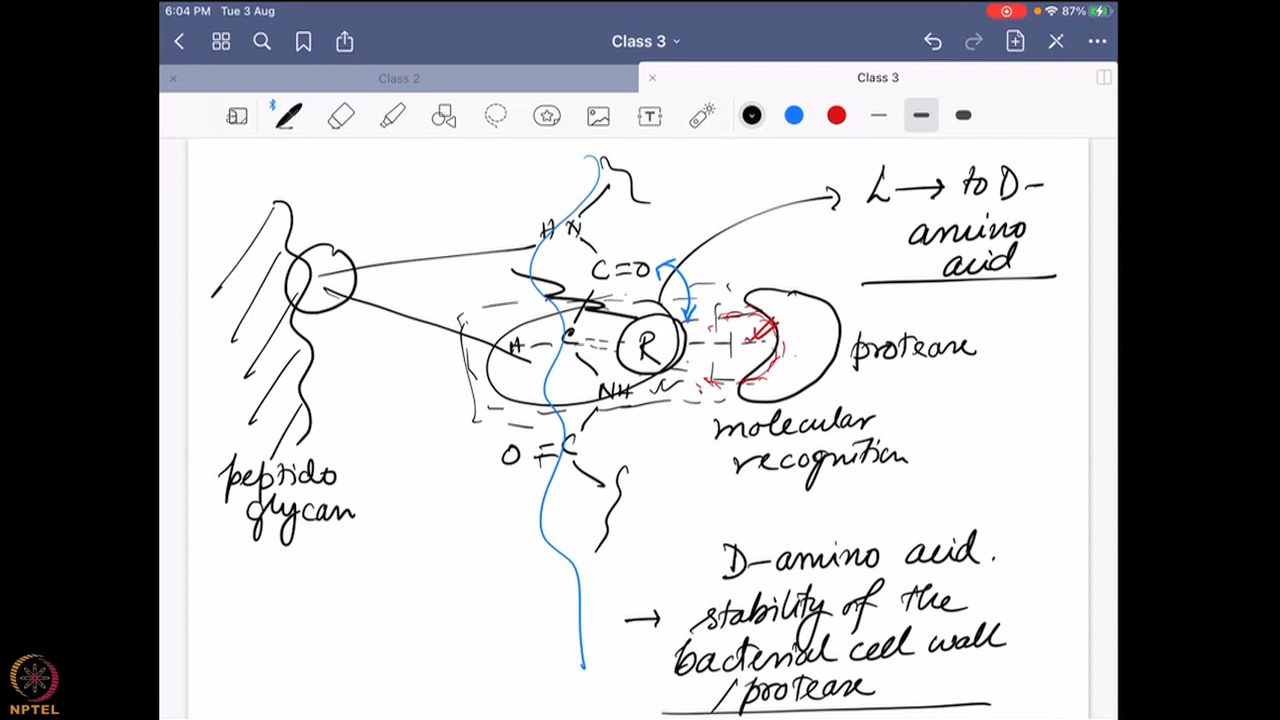 6:04 PM Tue 3 Aug
87%
Class 3
Class 2
Class 3
L → to D-
amino
acid
H N
C=O
H
C
R
protease
NH
molecular
recognition
O = C
peptido
glycan
D-amino acid.
→ stability of the
bacterial cell wall
/protease
NPTEL